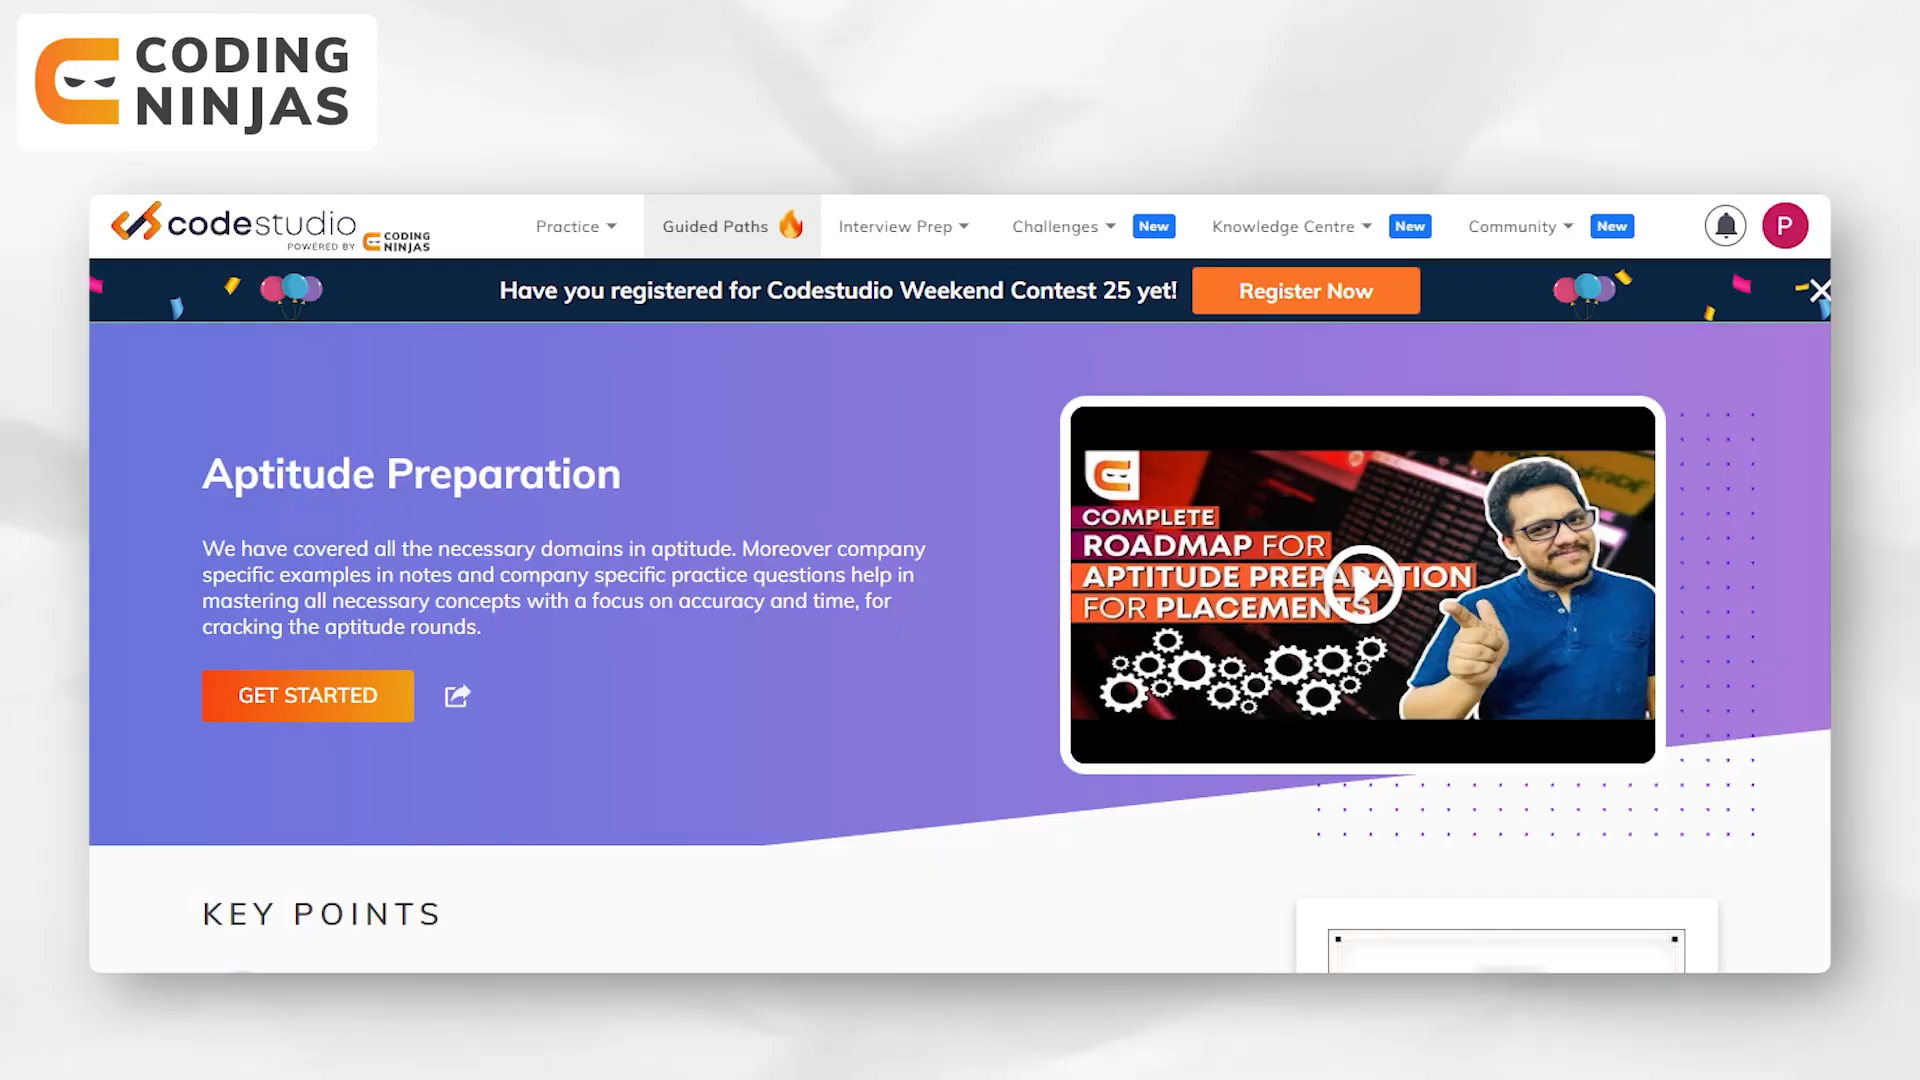 CODING
NINJAS
codestudio
POWERED BY
CODING
NINJAS
Practice
Guided Paths
Interview Prep
Challenges
New
Knowledge Centre
New
Community
New
P
Have you registered for Codestudio Weekend Contest 25 yet!
Register Now
Aptitude Preparation
We have covered all the necessary domains in aptitude. Moreover company
specific examples in notes and company specific practice questions help in
mastering all necessary concepts with a focus on accuracy and time, for
cracking the aptitude rounds.
GET STARTED
COMPLETE
ROADMAP FOR
APTITUDE PREPARATION
FOR PLACEMENTS
KEY POINTS